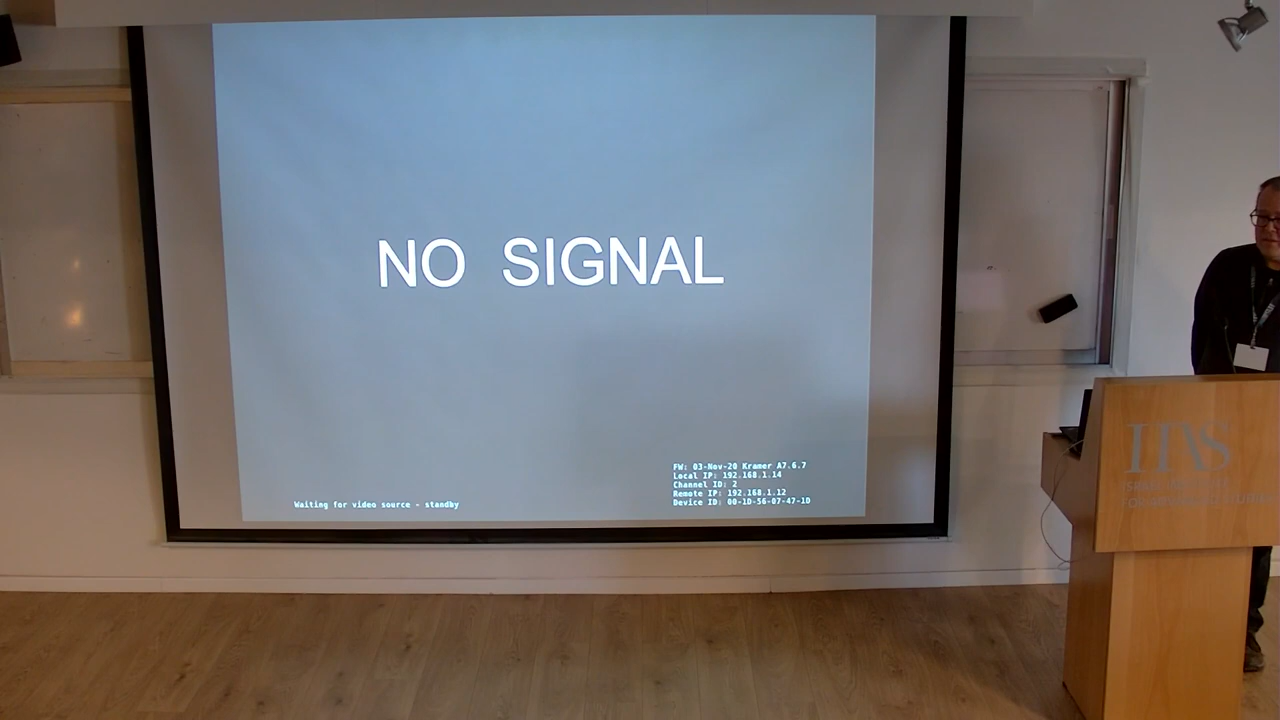 NO SIGNAL
FW: 03-Nov-20 Kramer A7.6.7
Local IP: 192.168.1.14
Channel ID: 2
Remote IP: 192.168.1.12
Device ID: 00-1D-56-07-47-1D
Waiting for video source - standby
IIAS